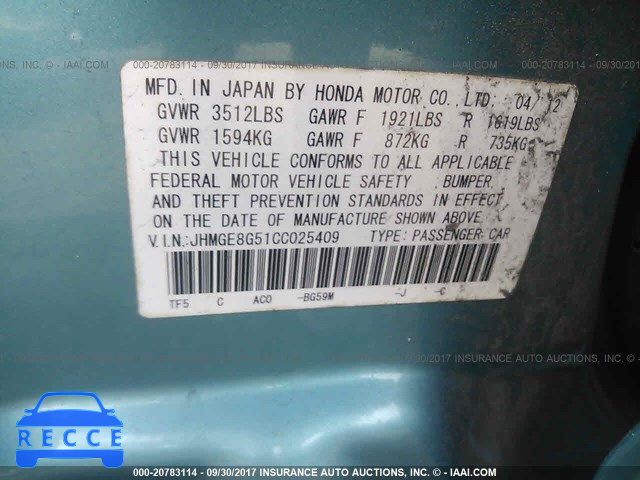 000-20783114 - 09/30/2017 INSURANCE AUTO AUCTIONS, INC. - © IAAI.COM
MFD. IN JAPAN BY HONDA MOTOR CO., LTD. 04/12
GVWR 3512LBS GAWR F 1921LBS R 1619LBS
GVWR 1594KG GAWR F 872KG R 735KG
THIS VEHICLE CONFORMS TO ALL APPLICABLE
FEDERAL MOTOR VEHICLE SAFETY , BUMPER,
AND THEFT PREVENTION STANDARDS IN EFFECT
ON THE DATE OF MANUFACTURE SHOWN ABOVE.
V.I.N.:JHMGE8G51CC025409 TYPE: PASSENGER CAR
TF5 C ACO -BG59M -J -C
RECCE
000-20783114 - 09/30/2017 INSURANCE AUTO AUCTIONS, INC. - © IAAI.COM